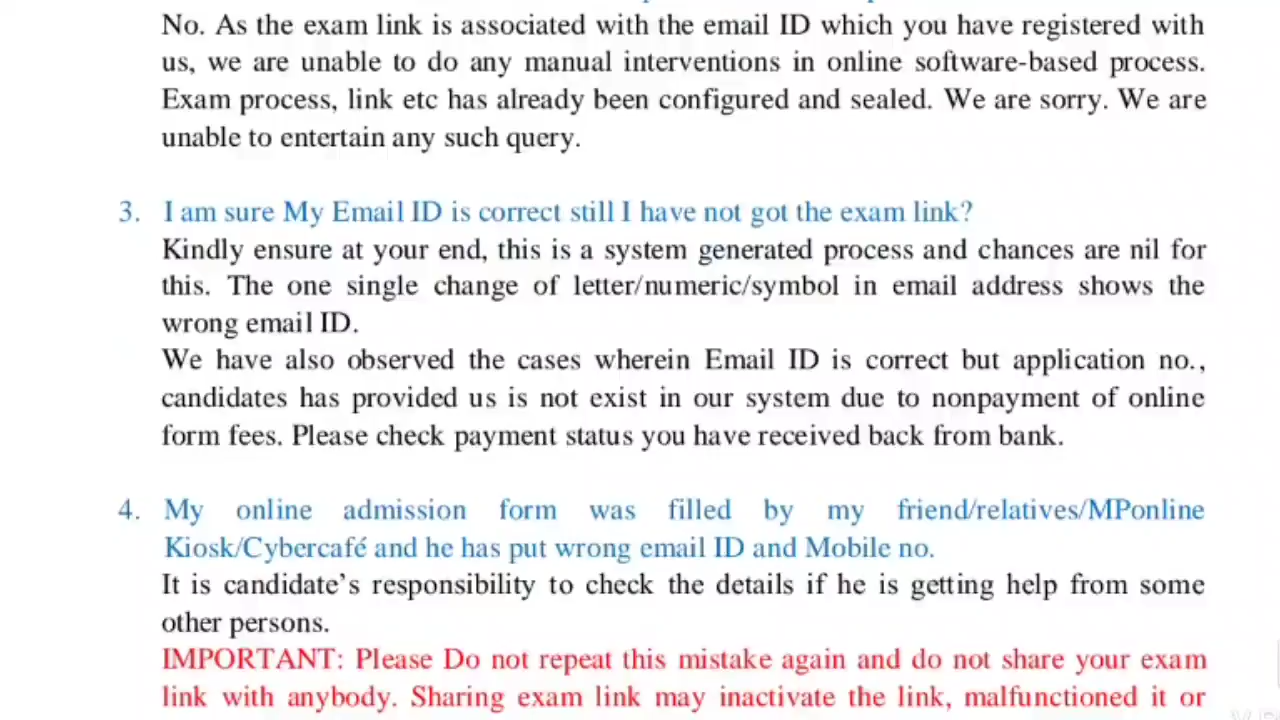 No. As the exam link is associated with the email ID which you have registered with
us, we are unable to do any manual interventions in online software-based process.
Exam process, link etc has already been configured and sealed. We are sorry. We are
unable to entertain any such query.
3. I am sure My Email ID is correct still I have not got the exam link?
Kindly ensure at your end, this is a system generated process and chances are nil for
this. The one single change of letter/numeric/symbol in email address shows the
wrong email ID.
We have also observed the cases wherein Email ID is correct but application no.,
candidates has provided us is not exist in our system due to nonpayment of online
form fees. Please check payment status you have received back from bank.
4. My online admission form was filled by my friend/relatives/MPonline
Kiosk/Cybercafé and he has put wrong email ID and Mobile no.
It is candidate's responsibility to check the details if he is getting help from some
other persons.
IMPORTANT: Please Do not repeat this mistake again and do not share your exam
link with anybody. Sharing exam link may inactivate the link, malfunctioned it or